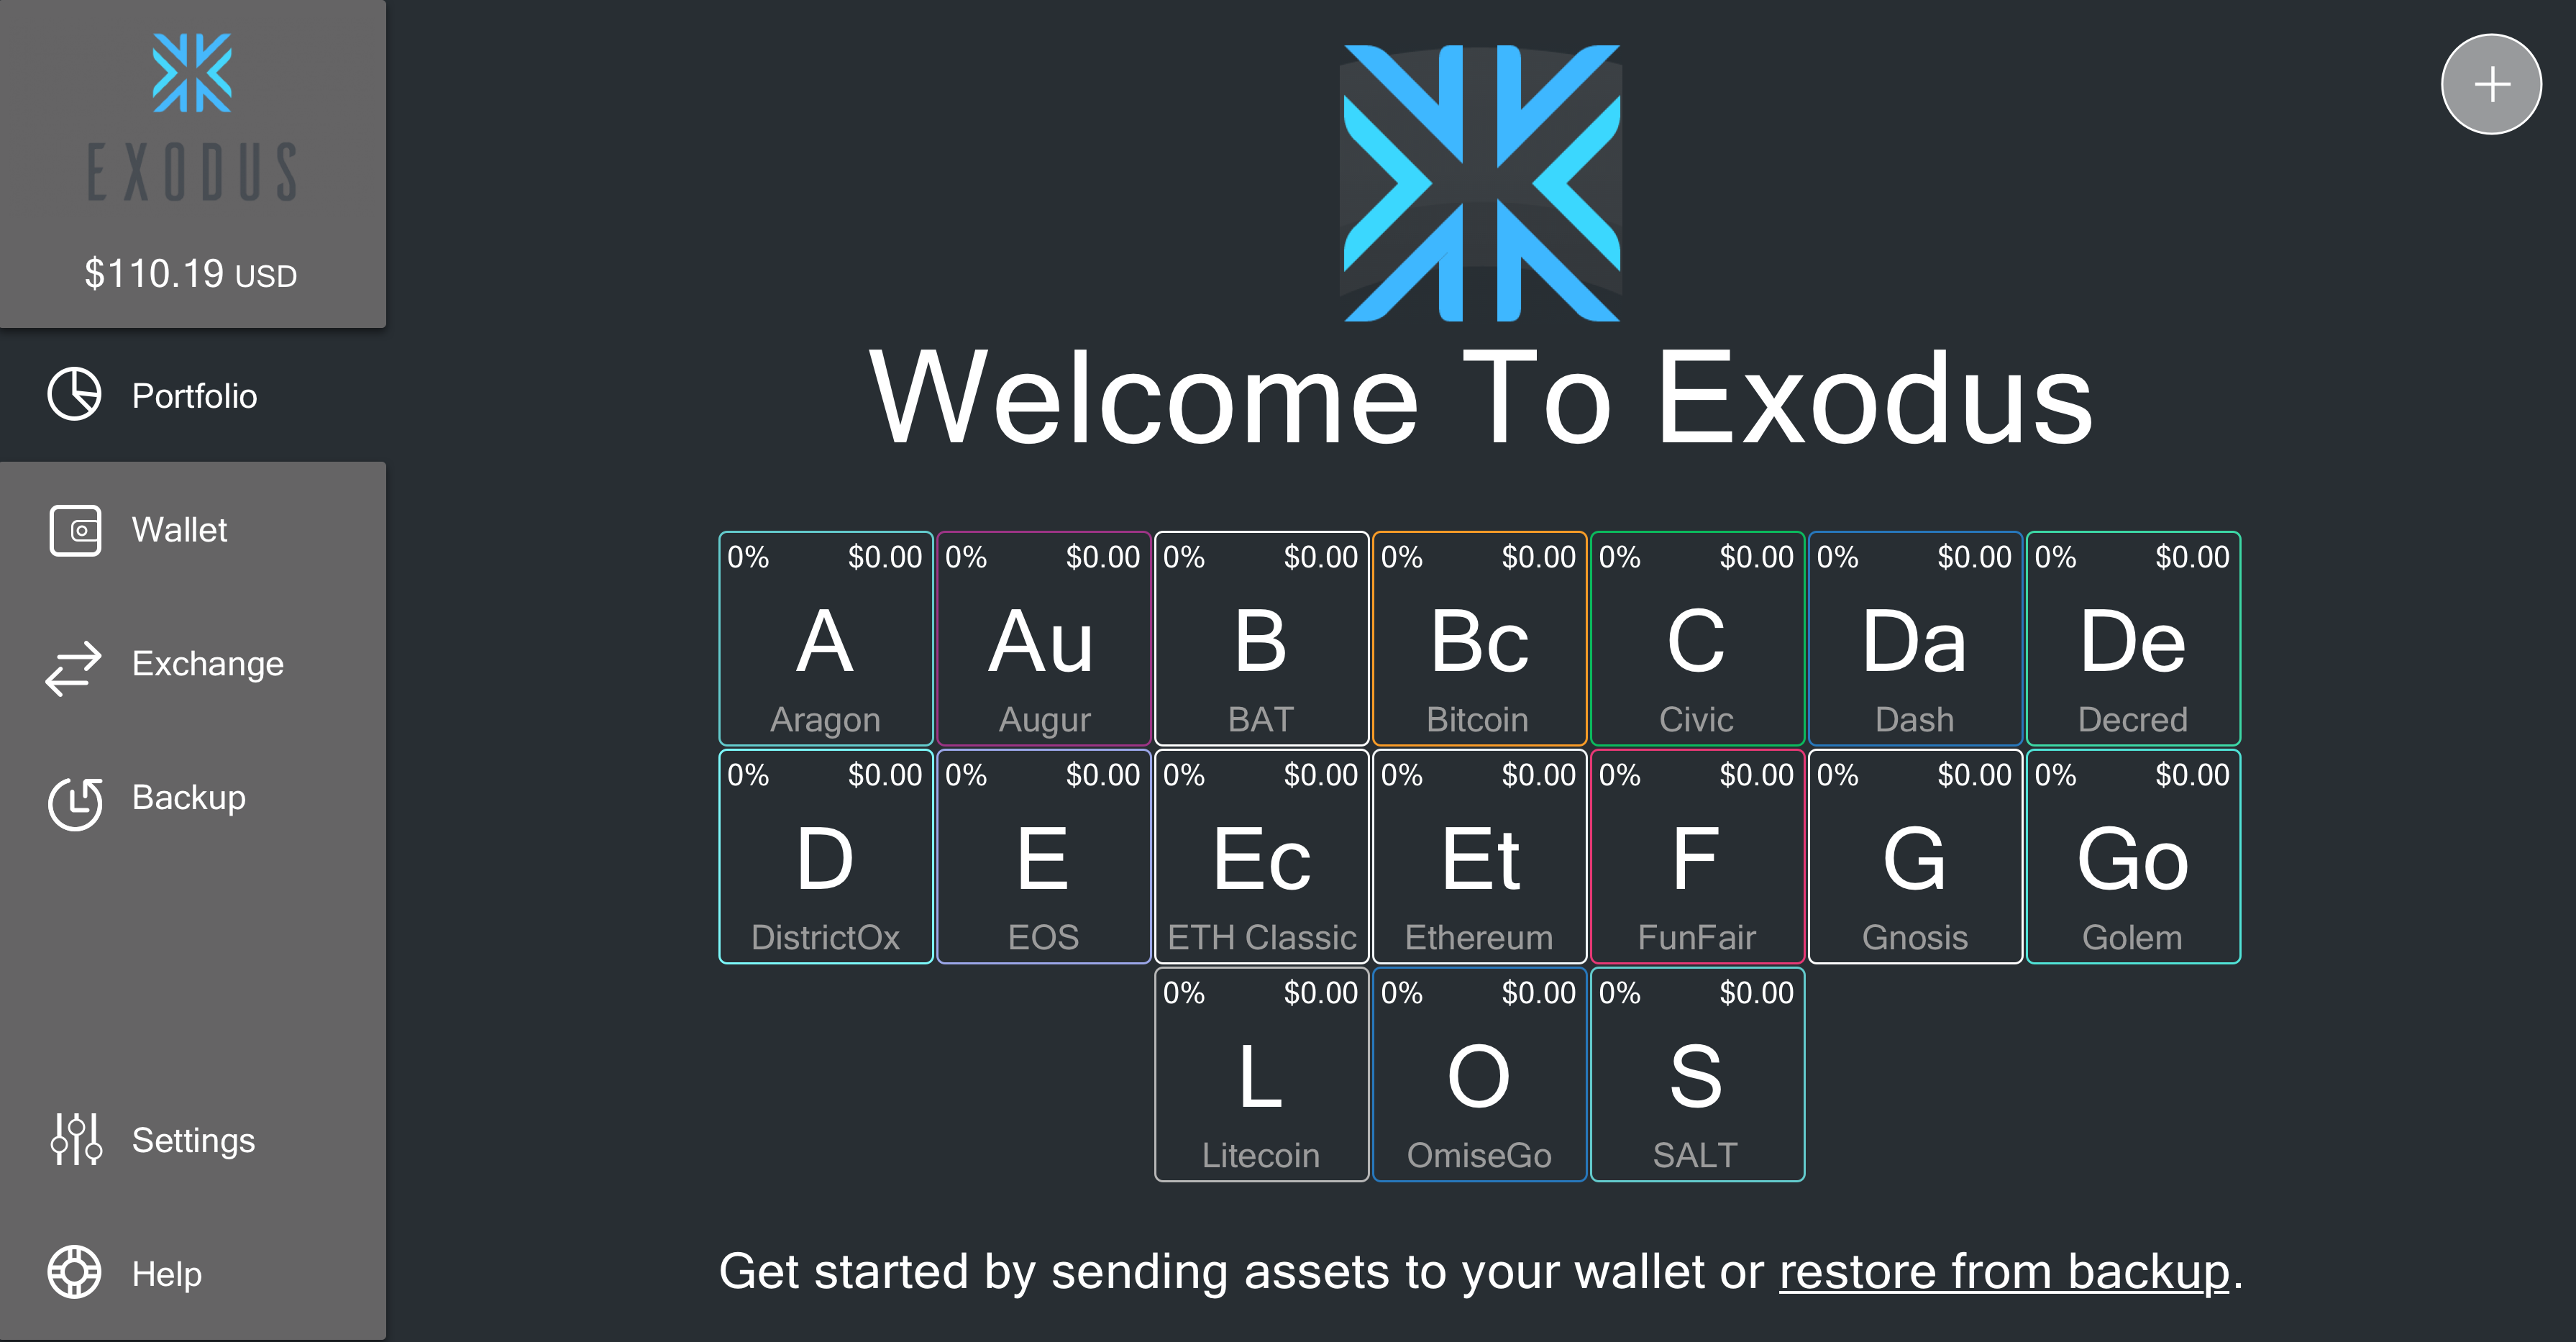 EXODUS
$110.19 USD
Portfolio
Wallet
Exchange
Backup
Settings
Help
Welcome To Exodus
0% $0.00 0% $0.00 0% $0.00 0% $0.00 0% $0.00 0% $0.00 0% $0.00
A Au B Bc C Da De
Aragon Augur BAT Bitcoin Civic Dash Decred
0% $0.00 0% $0.00 0% $0.00 0% $0.00 0% $0.00 0% $0.00 0% $0.00
D E Ec Et F G Go
DistrictOx EOS ETH Classic Ethereum FunFair Gnosis Golem
0% $0.00 0% $0.00 0% $0.00
L O S
Litecoin OmiseGo SALT
Get started by sending assets to your wallet or restore from backup.